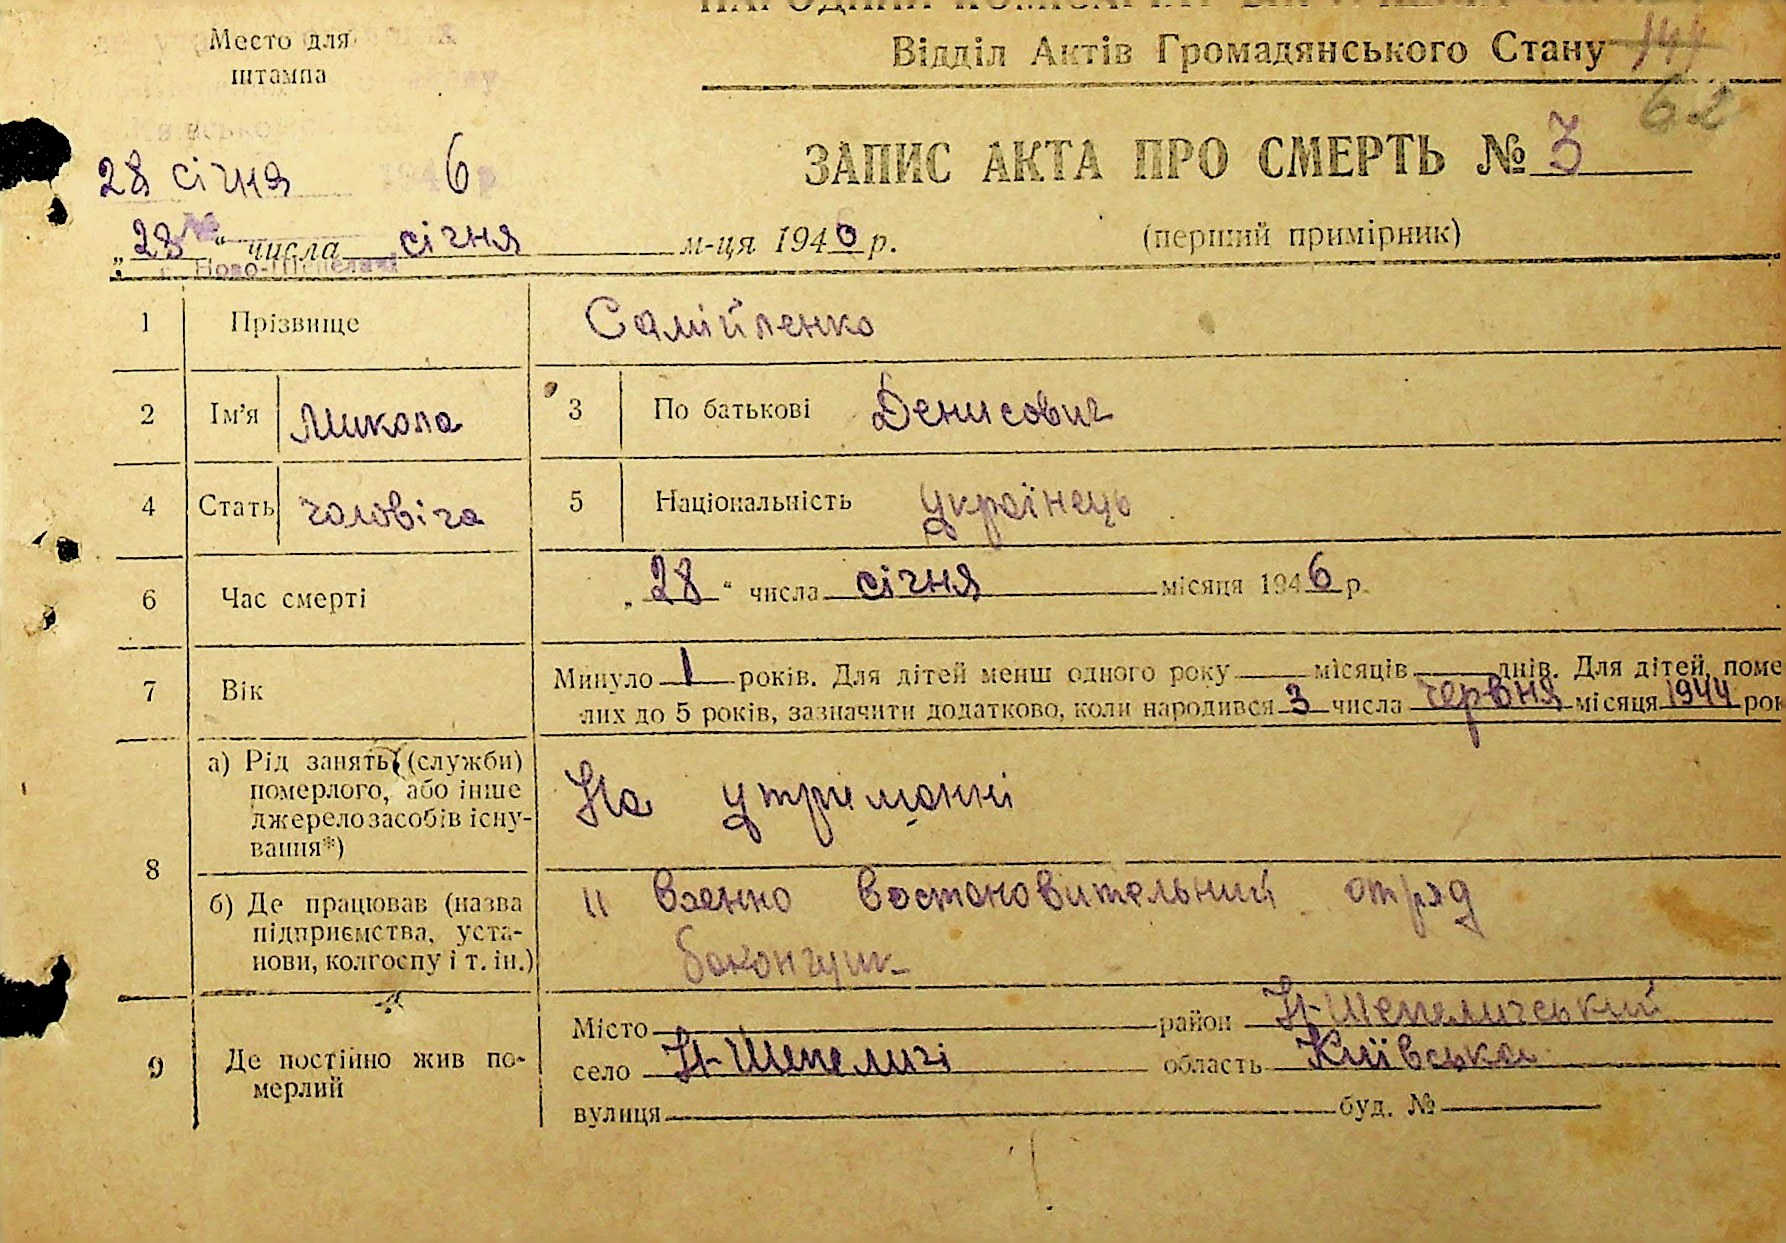 Место для
штампа
Відділ Актів Громадянського Стану 144
62
ЗАПИС АКТА ПРО СМЕРТЬ № 3
28 січня 1946 р
„28“ числа січня м-ця 1946 р.
(перший примірник)
с. Ново-Шепеличі
1 Прізвище Самійленко
2 Ім'я Микола 3 По батькові Денисович
4 Стать чоловіча 5 Національність українець
6 Час смерті „28“ числа січня місяця 1946 р.
7 Вік Минуло 1 років. Для дітей менш одного року місяців днів. Для дітей, поме
лих до 5 років, зазначити додатково, коли народився 3 числа червня місяця 1944 рок
8 а) Рід занять (служби) померлого, або інше джерело засобів існування*) На утриманні
б) Де працював (назва підприємства, установи, колгоспу і т. ін.) 11 Военно востановительний отряд
9 Де постійно жив померлий
Місто район Н-Шепеличський
село Н-Шепеличі область Київська
вулиця буд. №